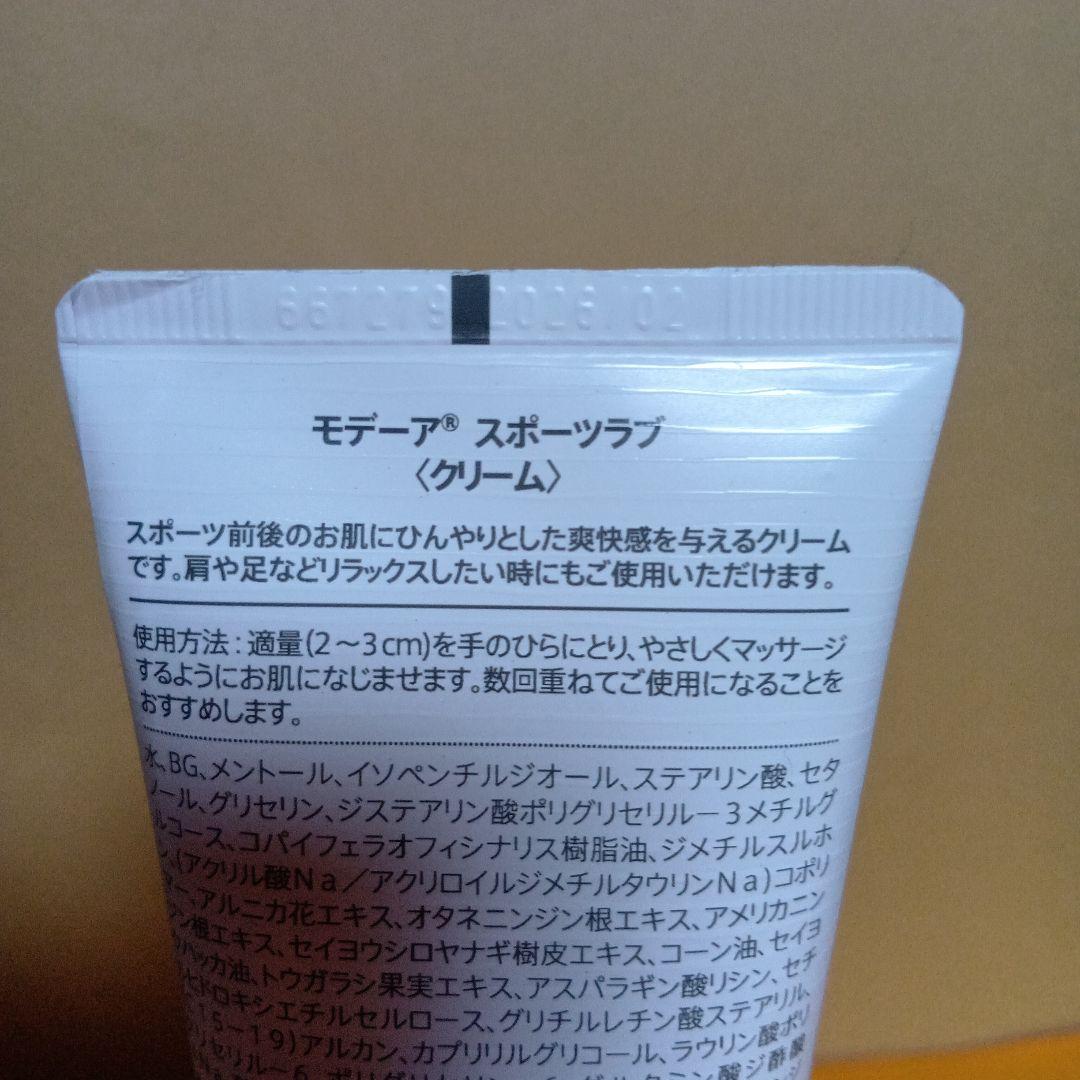 667279 2026/02
モデーア® スポーツラブ
〈クリーム〉
スポーツ前後のお肌にひんやりとした爽快感を与えるクリーム
です。肩や足などリラックスしたい時にもご使用いただけます。
使用方法：適量(2～3cm)を手のひらにとり、やさしくマッサージ
するようにお肌になじませます。数回重ねてご使用になることを
おすすめします。
水、BG、メントール、イソペンチルジオール、ステアリン酸、セタ
ノール、グリセリン、ジステアリン酸ポリグリセリル－3メチルグ
ルコース、コパイフェラオフィシナリス樹脂油、ジメチルスルホ
ン、(アクリル酸Na／アクリロイルジメチルタウリンNa)コポリ
マー、アルニカ花エキス、オタネニンジン根エキス、アメリカニン
ジン根エキス、セイヨウシロヤナギ樹皮エキス、コーン油、セイヨ
ウハッカ油、トウガラシ果実エキス、アスパラギン酸リシン、セチ
ルヒドロキシエチルセルロース、グリチルレチン酸ステアリル、
15－19)アルカン、カプリリルグリコール、ラウリン酸ポリ
グリセリル－6、
ジ酢酸